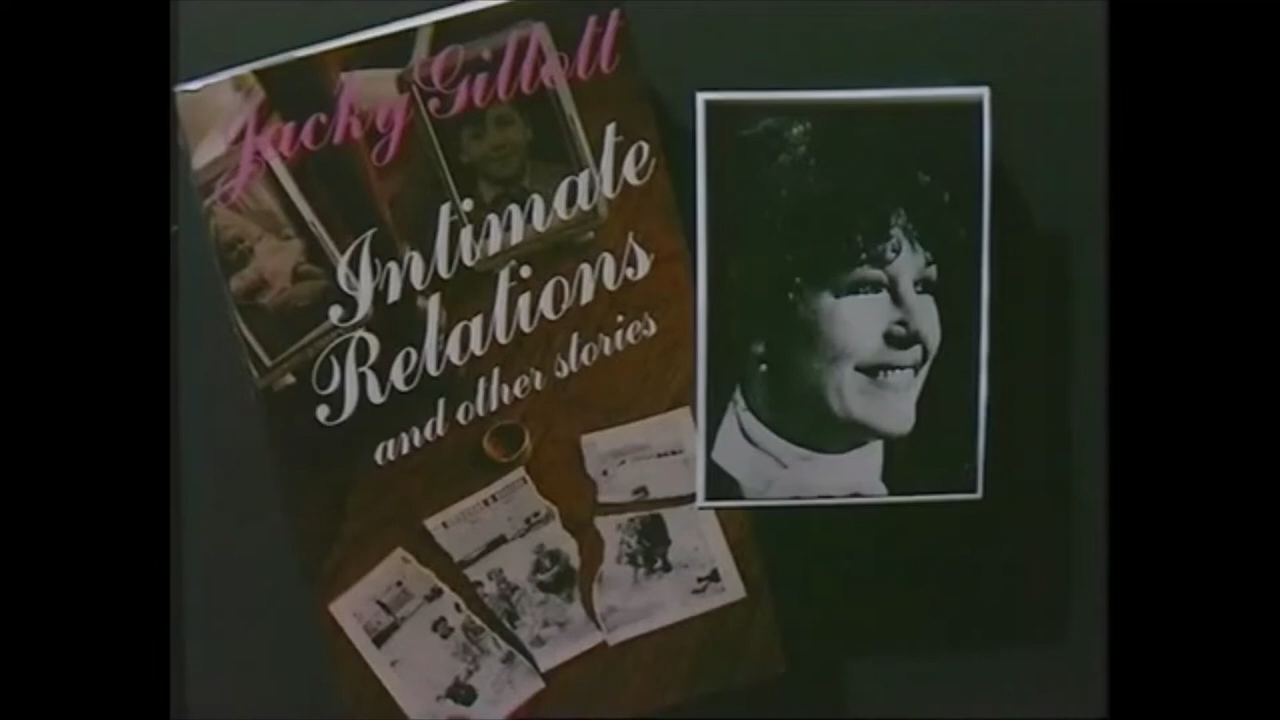 Jacky Gillott
Intimate
Relations
and other stories